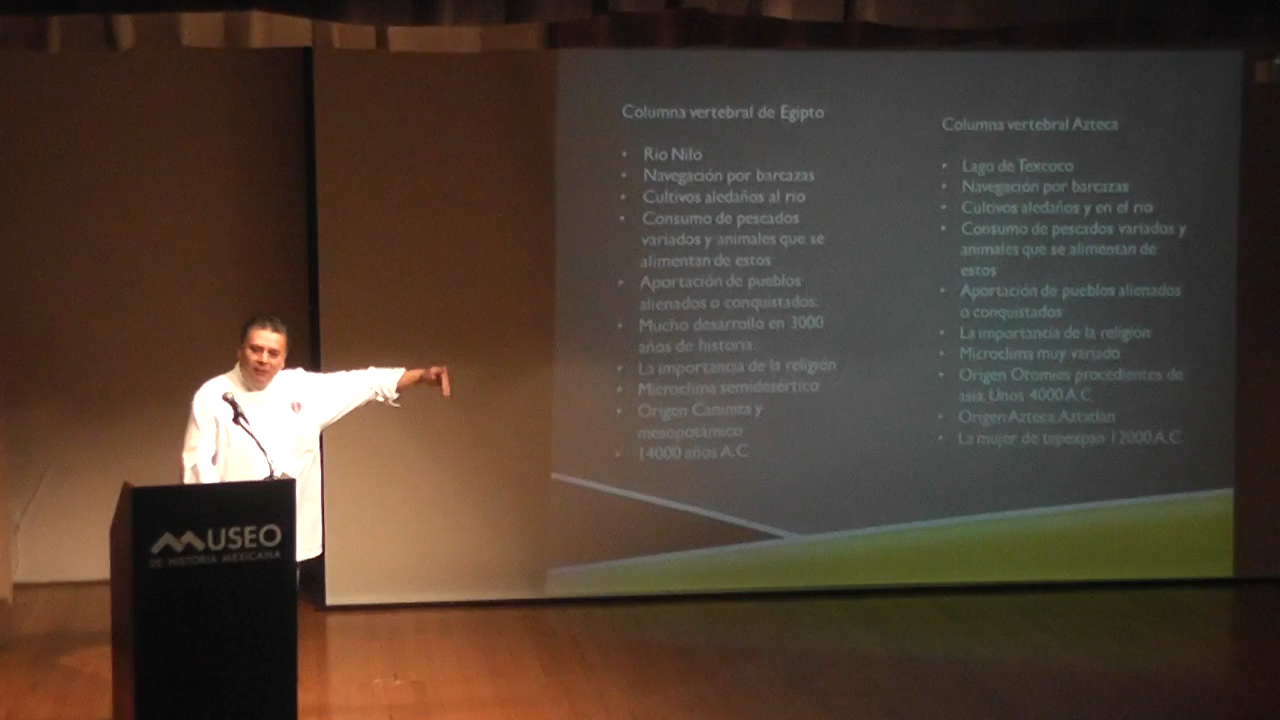 Columna vertebral de Egipto
• Rio Nilo
• Navegación por barcazas
• Cultivos aledaños al rio
• Consumo de pescados
variados y animales que se
alimentan de estos
• Aportación de pueblos
alienados o conquistados.
• Mucho desarrollo en 3000
años de historia.
• La importancia de la religión
• Microclima semidesértico
• Origen Caninita y
mesopotámico
• 14000 años A.C
Columna vertebral Azteca
• Lago de Texcoco
• Navegación por barcazas
• Cultivos aledaños y en el rio
• Consumo de pescados variados y
animales que se alimentan de
estos
• Aportación de pueblos alienados
o conquistados
• La importancia de la religion
• Microclima muy variado
• Origen Otomies procedientes de
asia. Unos 4000 A.C
• Origen Azteca. Aztatlan
• La mujer de tepexpan 12000 A.C
MUSEO
DE HISTORIA MEXICANA